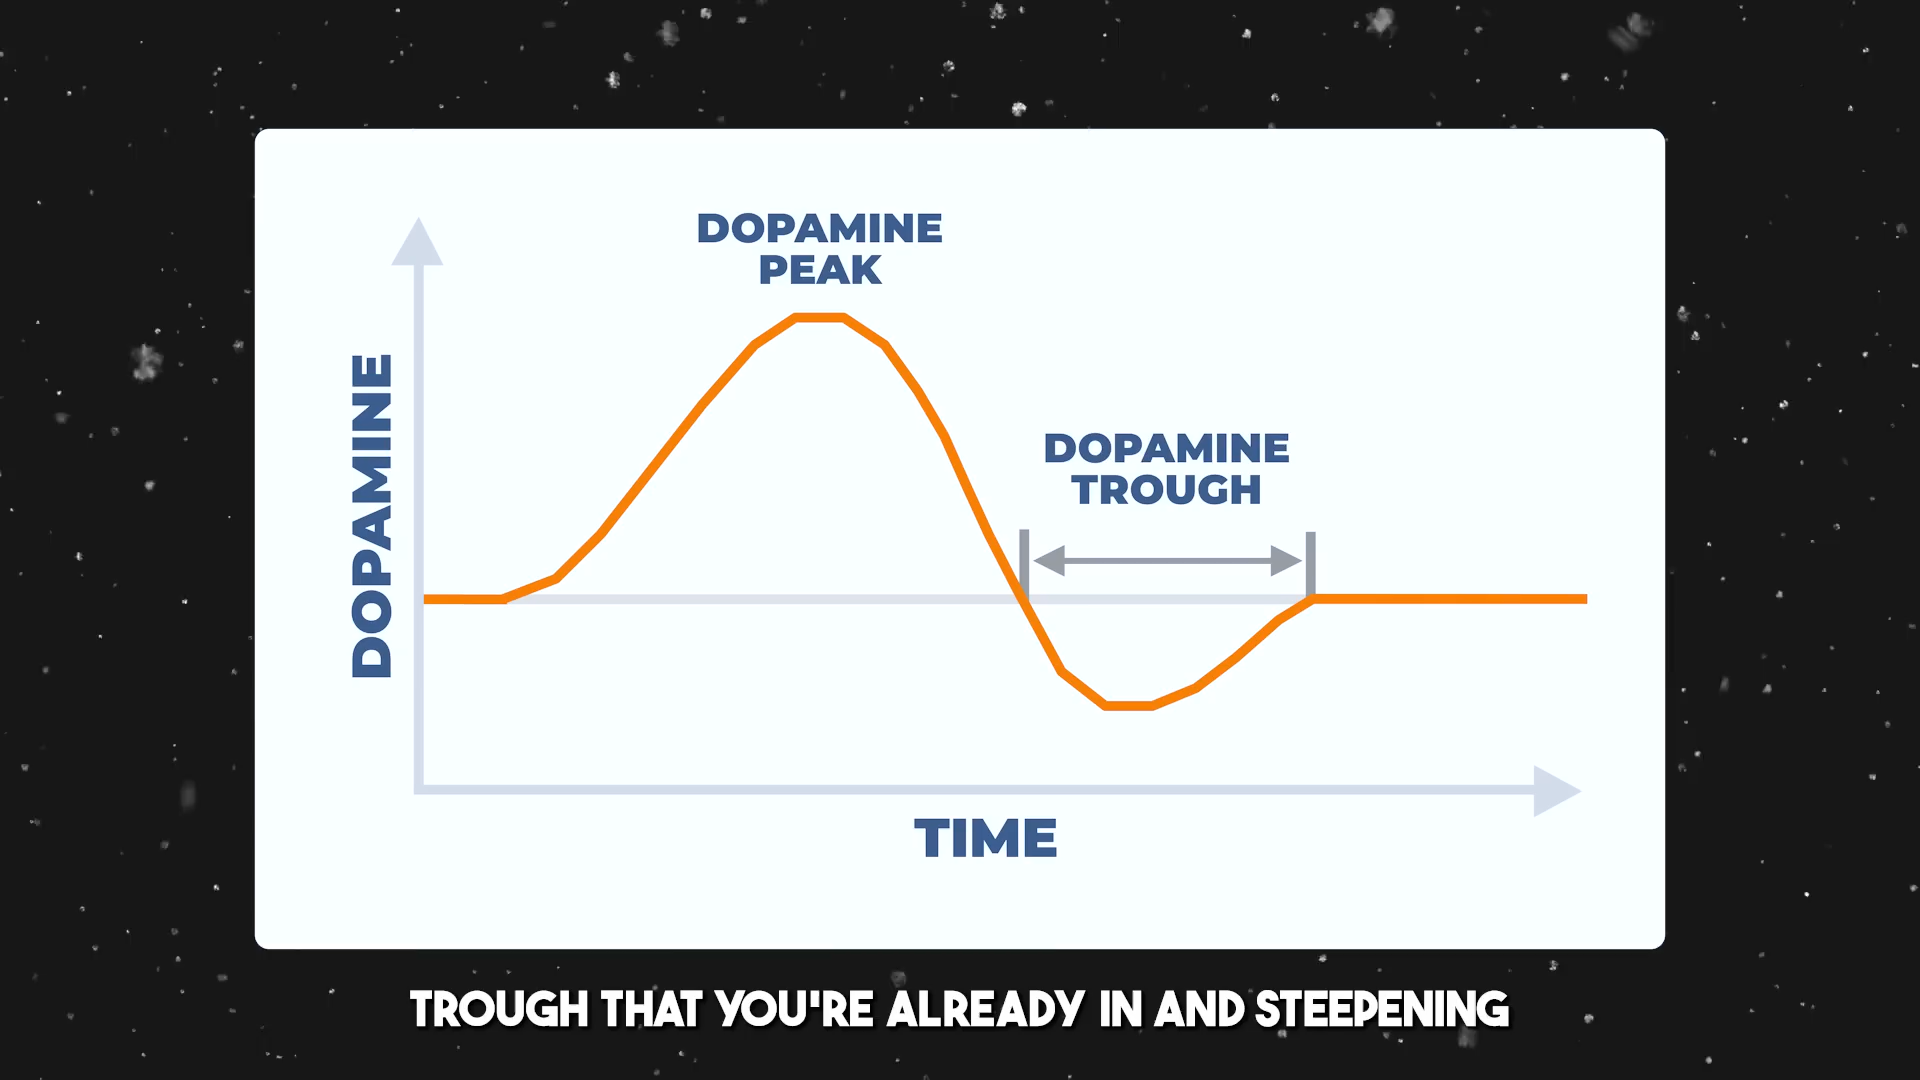 DOPAMINE
PEAK
DOPAMINE
TROUGH
DOPAMINE
TIME
TROUGH THAT YOU'RE ALREADY IN AND STEEPENING